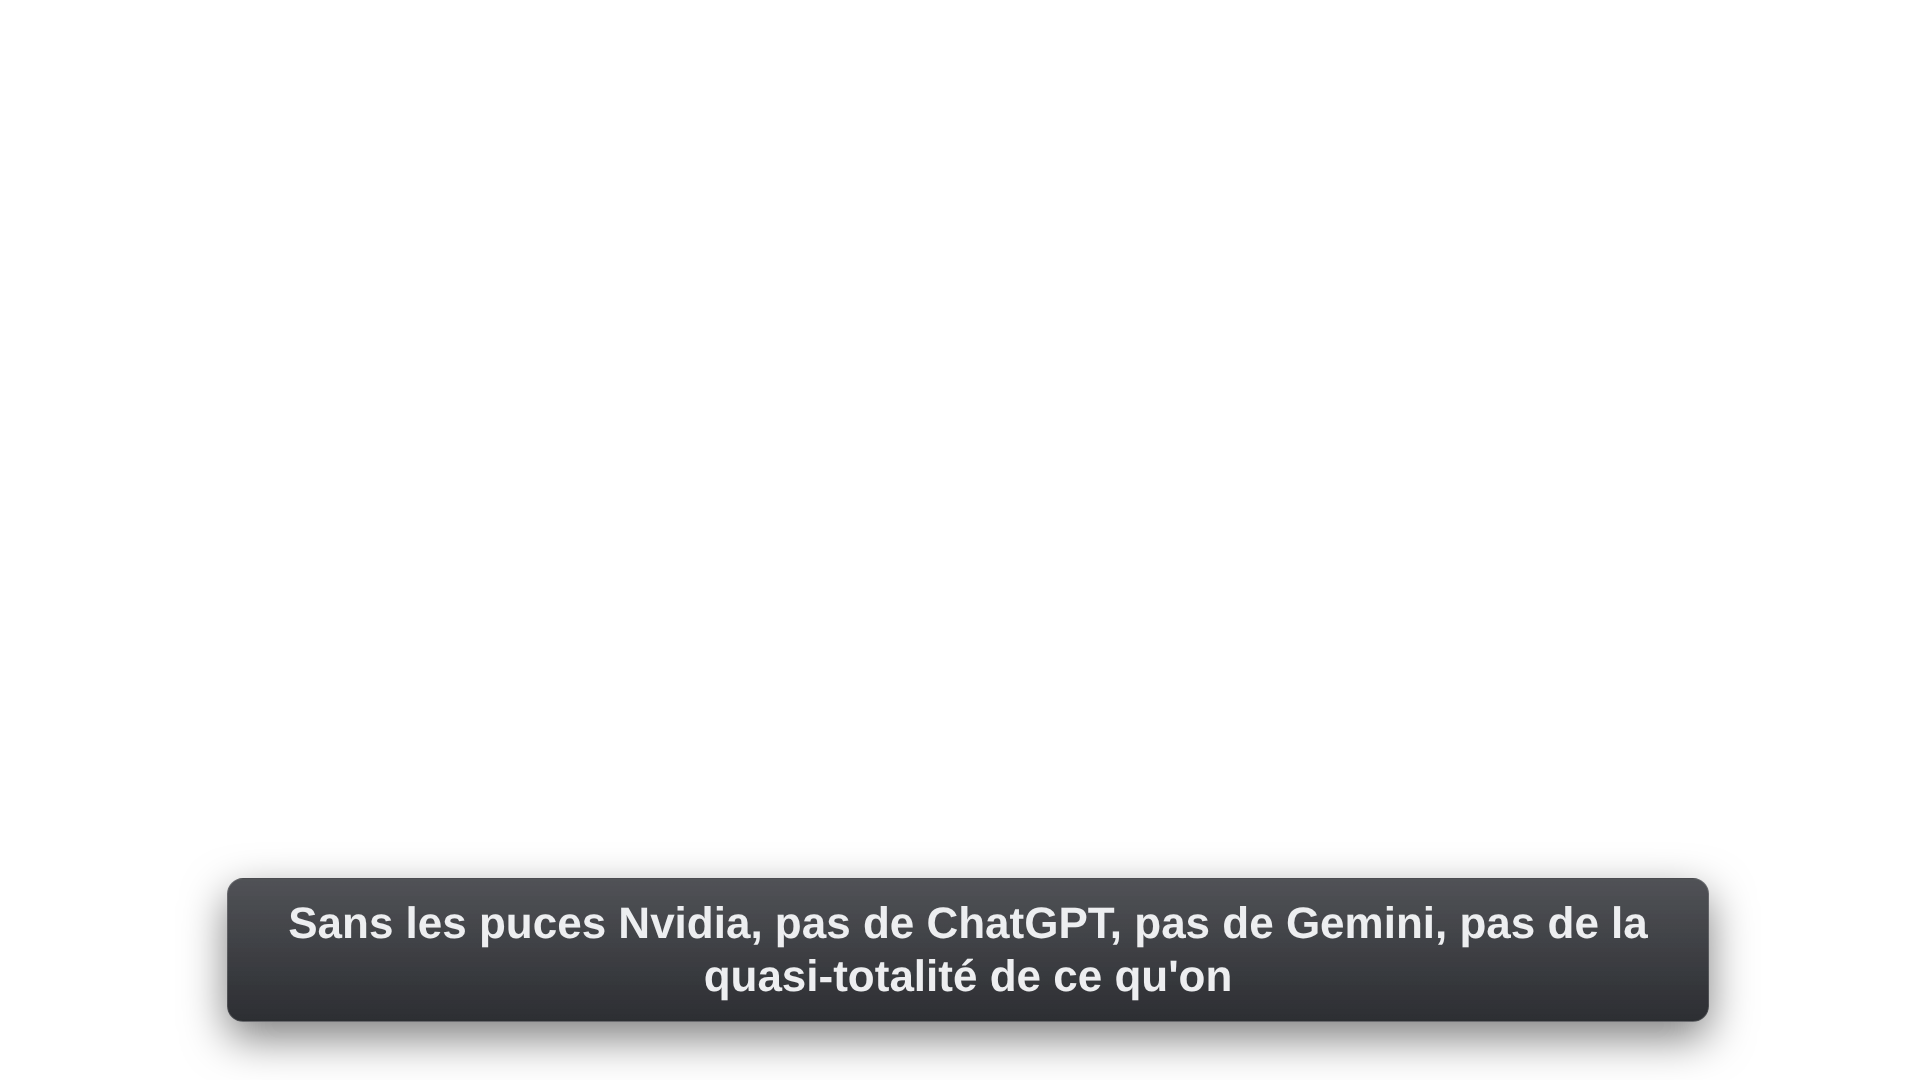 Sans les puces Nvidia, pas de ChatGPT, pas de Gemini, pas de la
quasi-totalité de ce qu'on